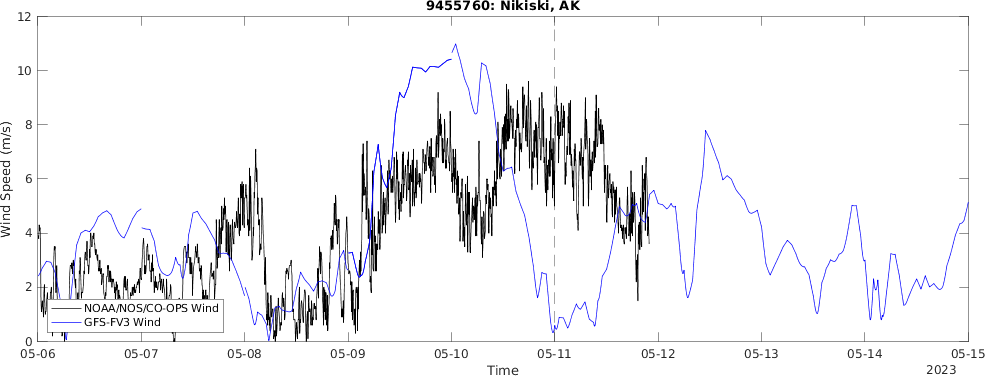 9455760: Nikiski, AK
Wind Speed (m/s)
12
10
8
6
4
2
0
NOAA/NOS/CO-OPS Wind
GFS-FV3 Wind
05-06 05-07 05-08 05-09 05-10 05-11 05-12 05-13 05-14 05-15
Time
2023